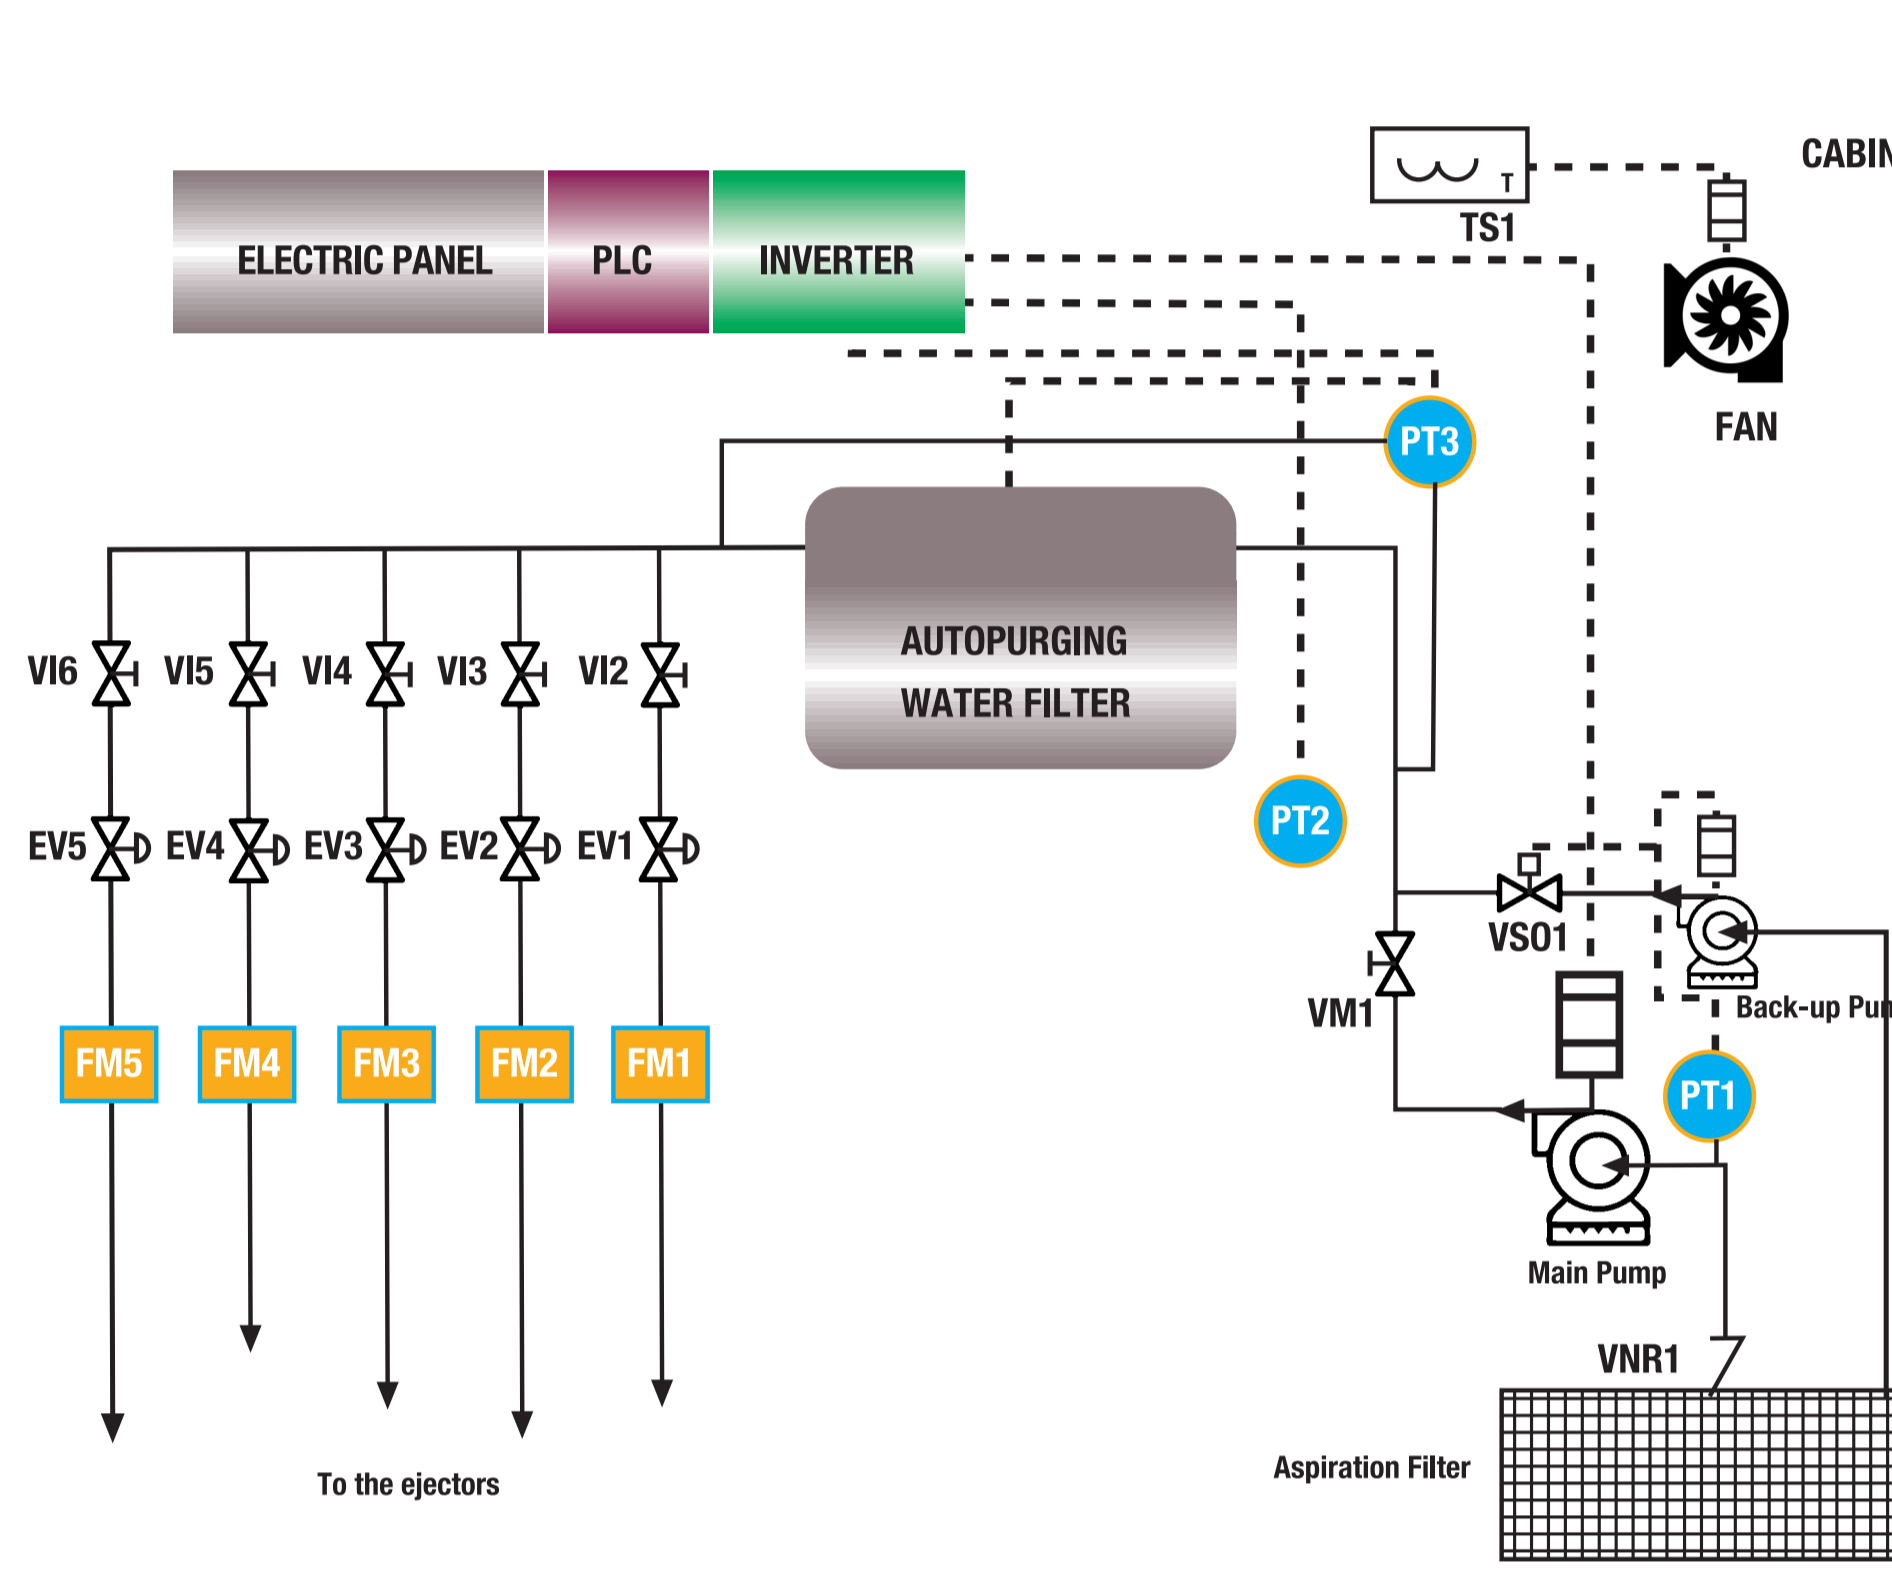 CABIN
T
TS1
ELECTRIC PANEL
PLC
INVERTER
FAN
PT3
AUTOPURGING
WATER FILTER
VI6
VI5
VI4
VI3
VI2
PT2
EV5
EV4
EV3
EV2
EV1
VSO1
VM1
Back-up Pum
FM5
FM4
FM3
FM2
FM1
PT1
Main Pump
VNR1
Aspiration Filter
To the ejectors